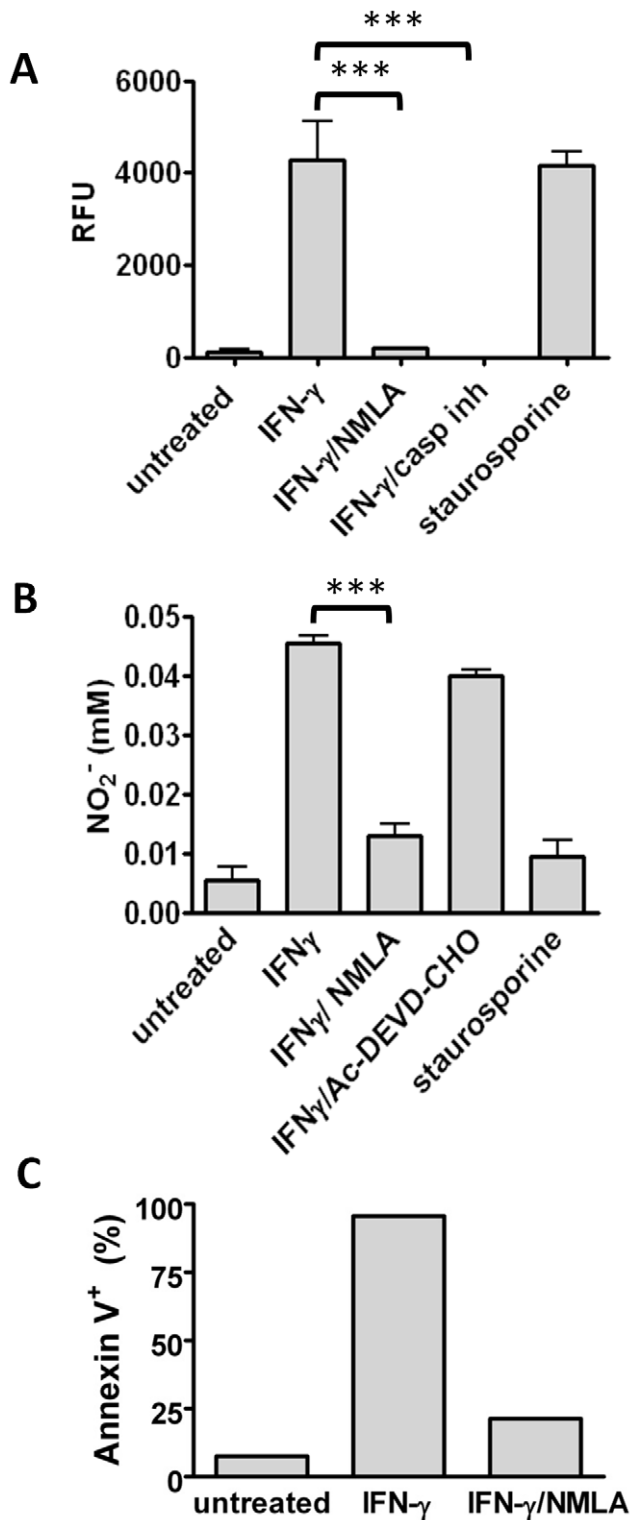 A
***
***
RFU
6000
4000
2000
0
untreated
IFN-γ
IFN-γ/NMLA
IFN-γ/casp inh
staurosporine
B
***
NO₂⁻ (mM)
0.05
0.04
0.03
0.02
0.01
0.00
untreated
IFNγ
IFNγ/ NMLA
IFNγ/Ac-DEVD-CHO
staurosporine
C
Annexin V⁺ (%)
100
75
50
25
0
untreated IFN-γ IFN-γ/NMLA